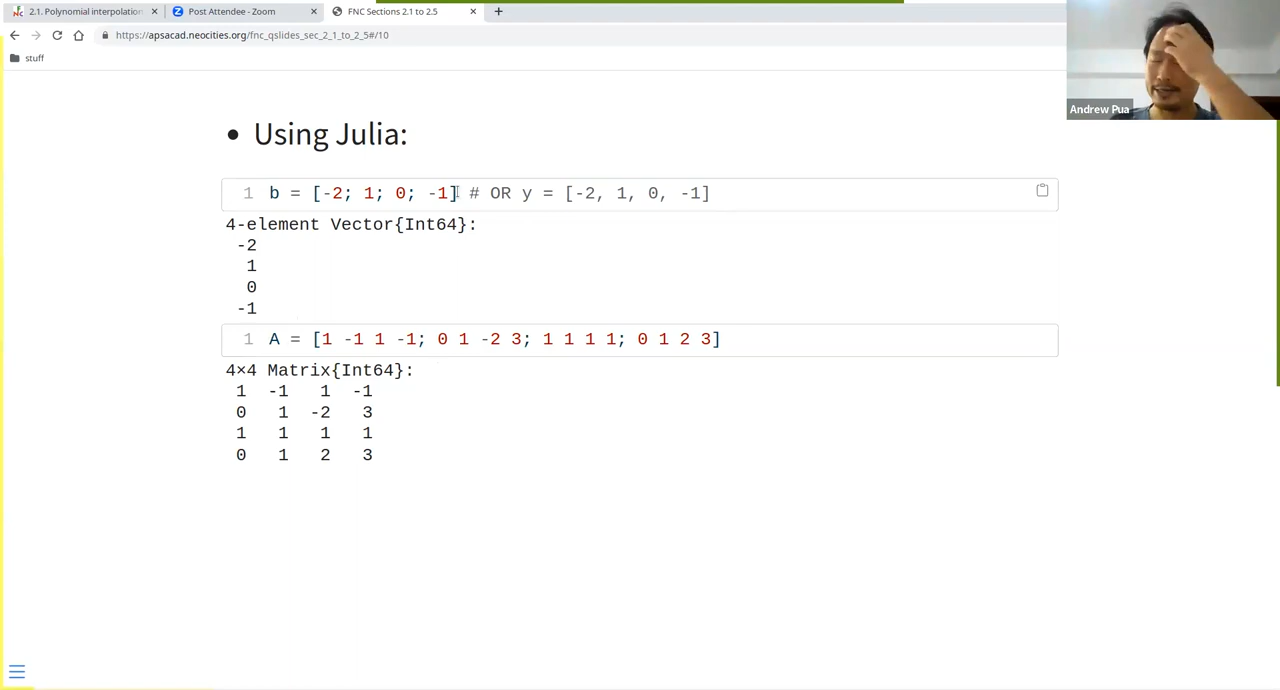 2.1. Polynomial interpolation
Post Attendee - Zoom
FNC Sections 2.1 to 2.5
https://apsacad.neocities.org/fnc_qslides_sec_2_1_to_2_5#/10
stuff
Andrew Pua
• Using Julia:
1 b = [-2; 1; 0; -1] # OR y = [-2, 1, 0, -1]
4-element Vector{Int64}:
-2
1
0
-1
1 A = [1 -1 1 -1; 0 1 -2 3; 1 1 1 1; 0 1 2 3]
4×4 Matrix{Int64}:
1 -1 1 -1
0 1 -2 3
1 1 1 1
0 1 2 3